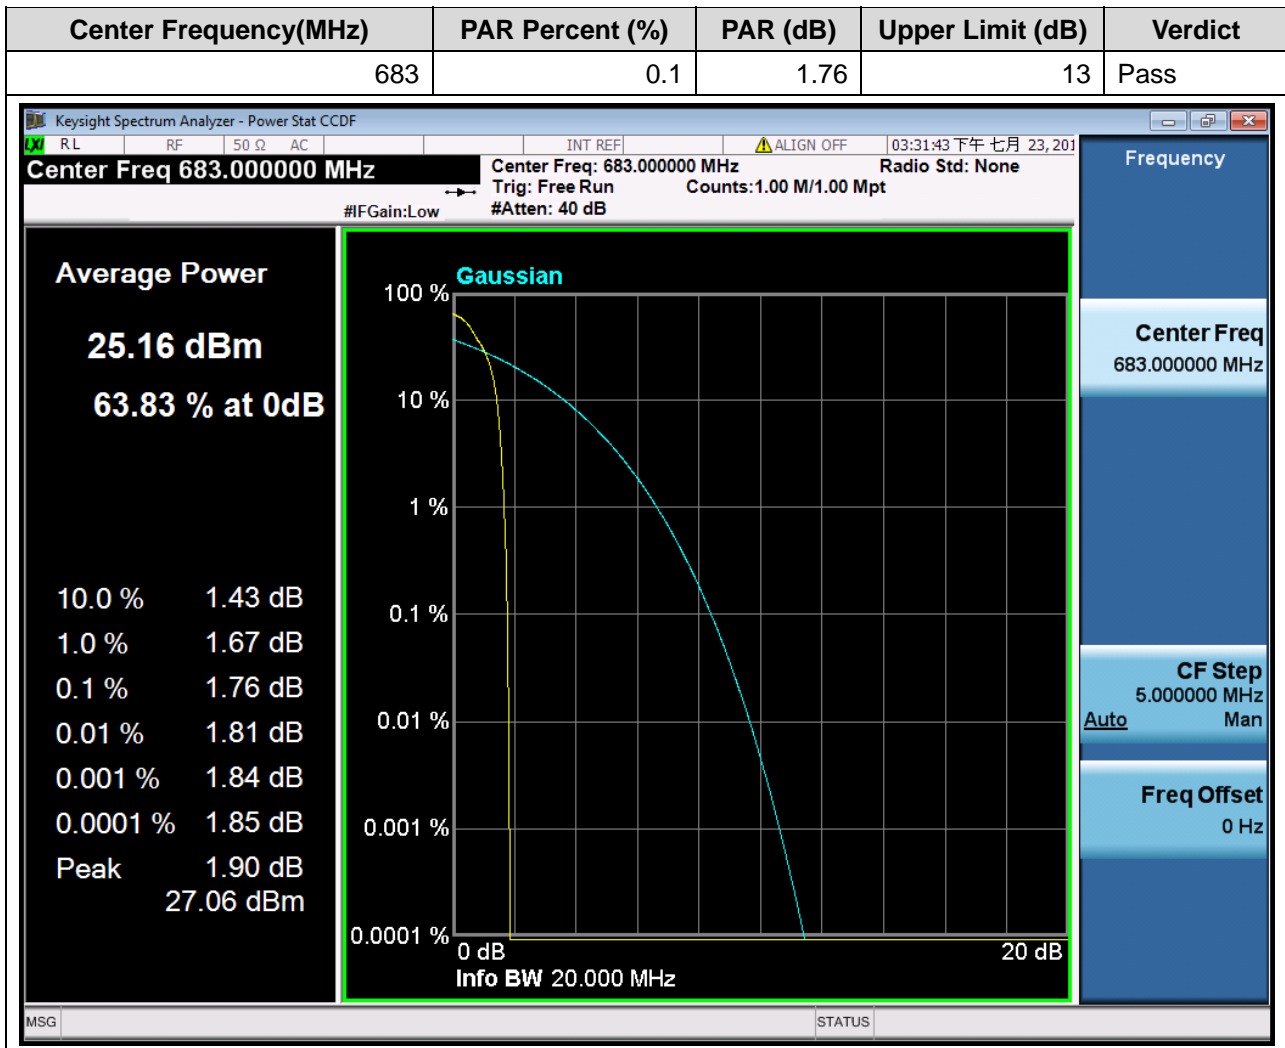 Center Frequency(MHz) PAR Percent (%) PAR (dB) Upper Limit (dB) Verdict
683 0.1 1.76 13 Pass
Keysight Spectrum Analyzer - Power Stat CCDF
LXI RL RF 50 Ω AC INT REF ALIGN OFF 03:31:43 下午 七月 23, 201
Center Freq 683.000000 MHz
Center Freq: 683.000000 MHz Radio Std: None
Trig: Free Run Counts:1.00 M/1.00 Mpt
#IFGain:Low #Atten: 40 dB
Average Power
25.16 dBm
63.83 % at 0dB
10.0 % 1.43 dB
1.0 % 1.67 dB
0.1 % 1.76 dB
0.01 % 1.81 dB
0.001 % 1.84 dB
0.0001 % 1.85 dB
Peak 1.90 dB
27.06 dBm
Gaussian
100 %
10 %
1 %
0.1 %
0.01 %
0.001 %
0.0001 %
0 dB 20 dB
Info BW 20.000 MHz
Frequency
Center Freq
683.000000 MHz
CF Step
5.000000 MHz
Auto Man
Freq Offset
0 Hz
MSG STATUS